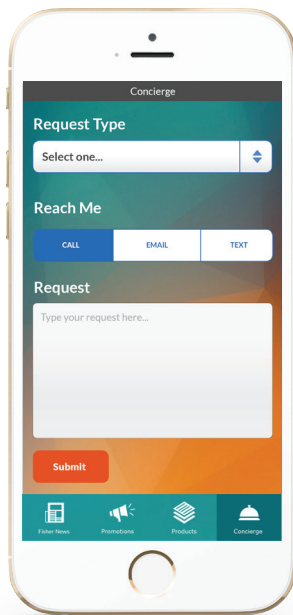 Concierge
Request Type
Select one...
Reach Me
CALL EMAIL TEXT
Request
Type your request here...
Submit
Fisher News Promotions Products Concierge